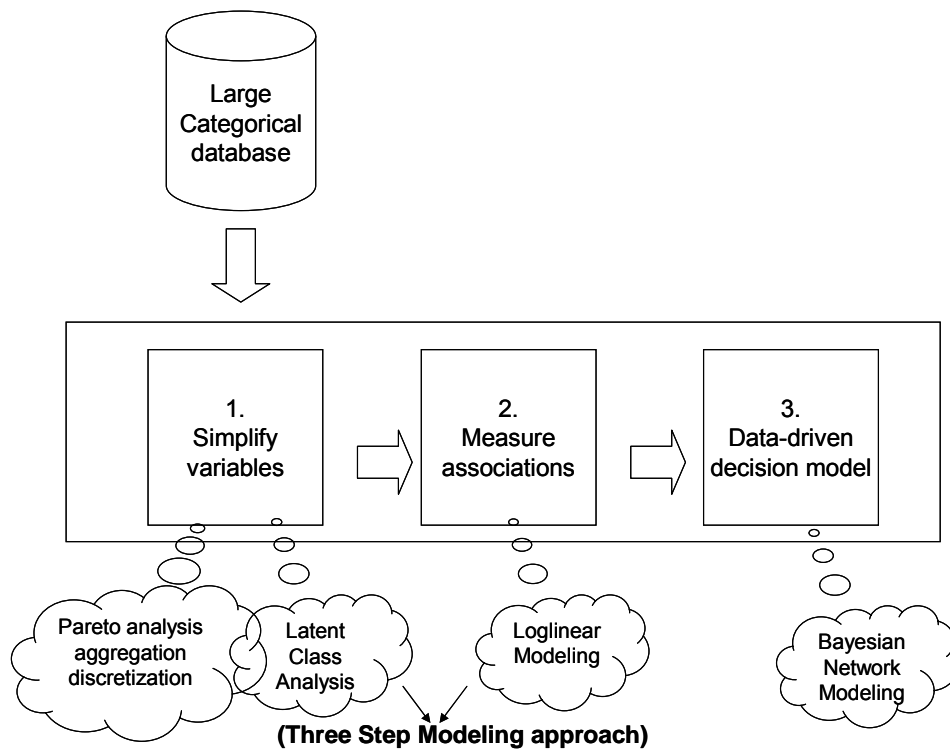 Large
Categorical
database
1.
Simplify
variables
2.
Measure
associations
3.
Data-driven
decision model
Pareto analysis
aggregation
discretization
Latent
Class
Analysis
Loglinear
Modeling
Bayesian
Network
Modeling
(Three Step Modeling approach)